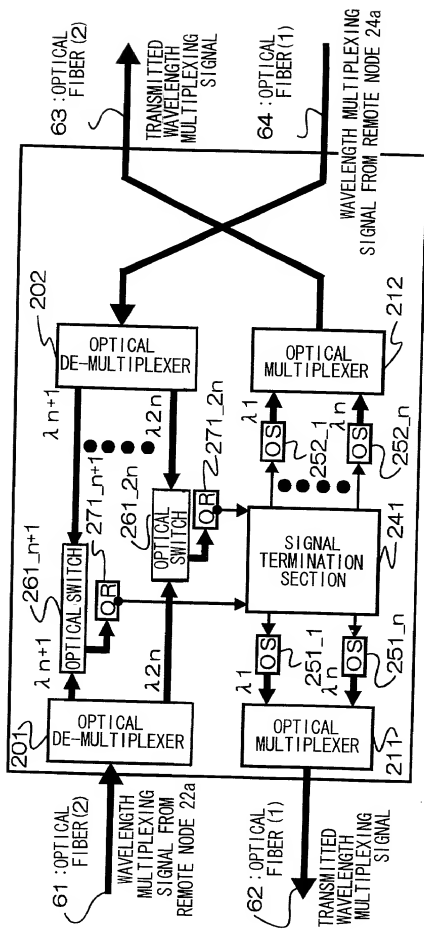 61 : OPTICAL
FIBER (2)
WAVELENGTH
MULTIPLEXING
SIGNAL FROM
REMOTE NODE 22a
62 : OPTICAL
FIBER (1)
TRANSMITTED
WAVELENGTH
MULTIPLEXING
SIGNAL
201
OPTICAL
DE-MULTIPLEXER
λn+1
λ2n
261_n+1
OPTICAL SWITCH
271_n+1
OR
λn+1
λ2n
261_2n
OPTICAL
SWITCH
271_2n
OR
202
OPTICAL
DE-MULTIPLEXER
211
OPTICAL
MULTIPLEXER
λ1
λn
OS
251_1
OS
251_n
SIGNAL
TERMINATION
SECTION
241
OS
252_1
OS
252_n
λ1
λn
OPTICAL
MULTIPLEXER
212
63 : OPTICAL
FIBER (2)
TRANSMITTED
WAVELENGTH
MULTIPLEXING
SIGNAL
64 : OPTICAL
FIBER (1)
WAVELENGTH MULTIPLEXING
SIGNAL FROM REMOTE NODE 24a